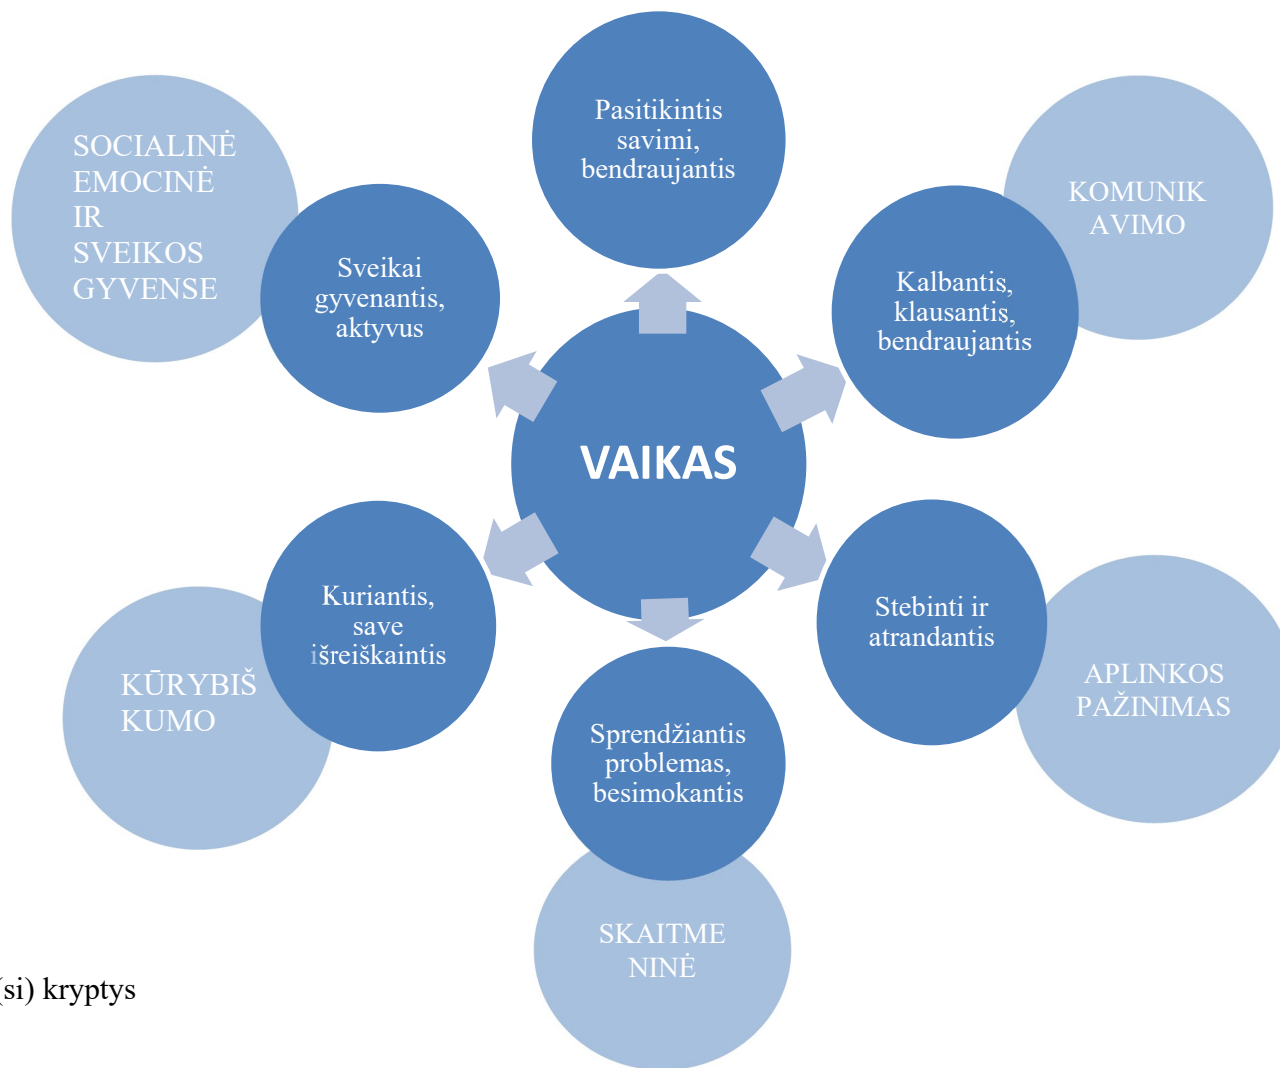 Pasitikintis
savimi,
bendraujantis
SOCIALINĖ
EMOCINĖ
IR
SVEIKOS
GYVENSE
Sveikai
gyvenantis,
aktyvus
KOMUNIK
AVIMO
Kalbantis,
klausantis,
bendraujantis
VAIKAS
Kuriantis,
save
išreiškaintis
KŪRYBIŠ
KUMO
Stebinti ir
atrandantis
APLINKOS
PAŽINIMAS
Sprendžiantis
problemas,
besimokantis
SKAITME
NINĖ
(si) kryptys